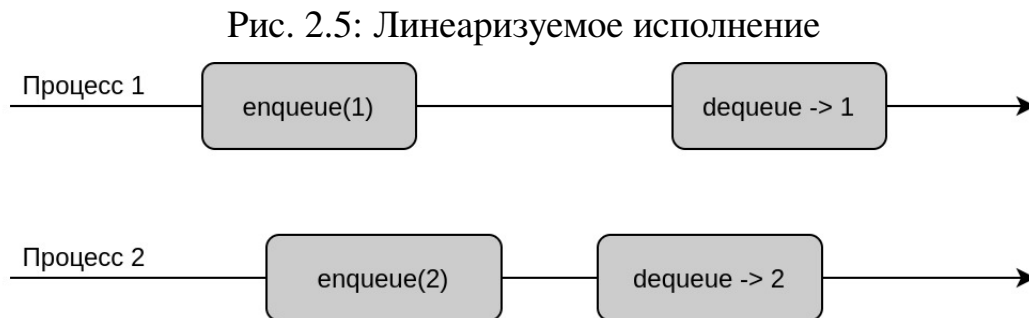 Рис. 2.5: Линеаризуемое исполнение
Процесс 1
enqueue(1)
dequeue -> 1
Процесс 2
enqueue(2)
dequeue -> 2